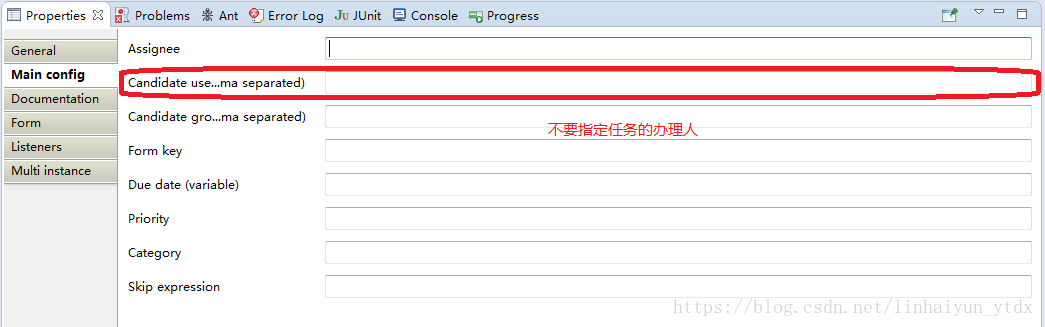 Properties Problems Ant Error Log JUnit Console Progress
General
Main config
Documentation
Form
Listeners
Multi instance
Assignee
Candidate use...ma separated)
Candidate gro...ma separated)
不要指定任务的办理人
Form key
Due date (variable)
Priority
Category
Skip expression
https://blog.csdn.net/linhaiyun_ytdx